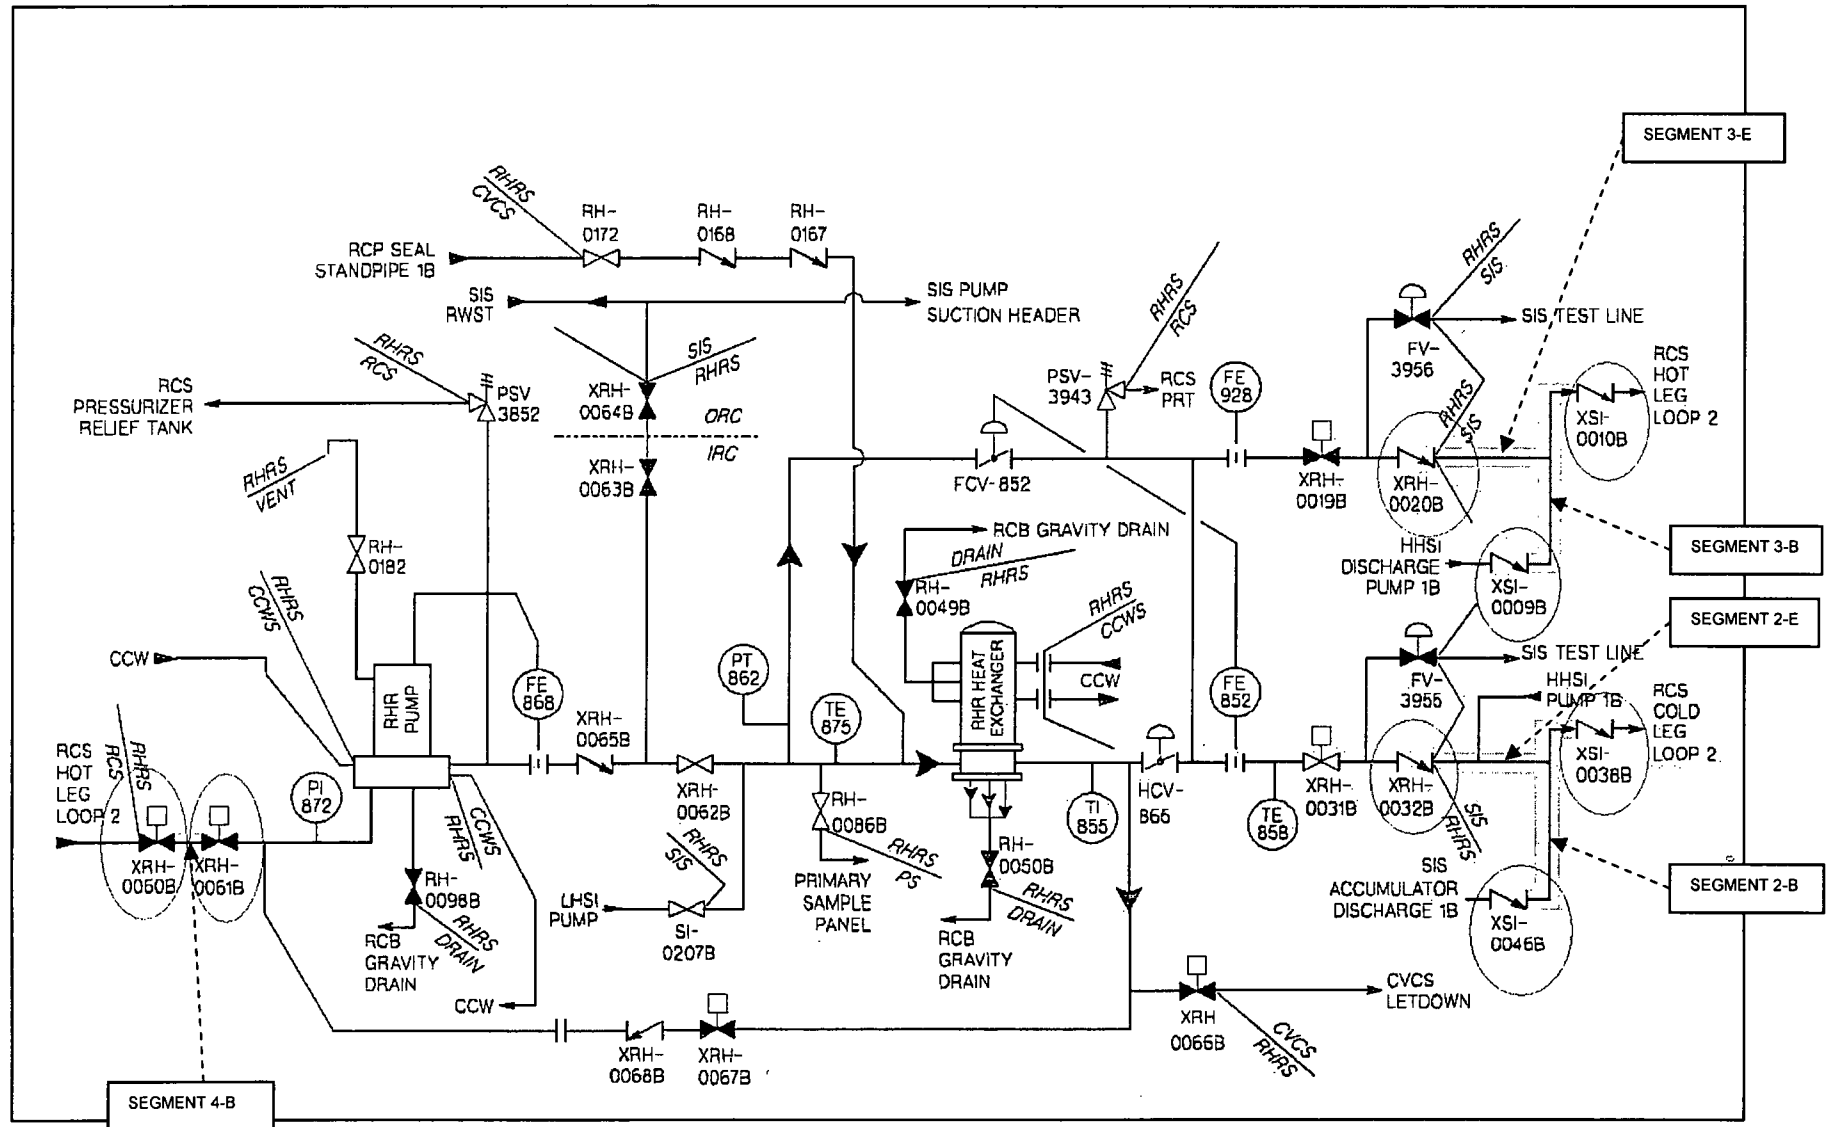 SEGMENT 3-E
RHRS
CVCS
RH-
0172
RH-
0168
RH-
0167
RCP SEAL
STANDPIPE 1B
SIS
RWST
SIS PUMP
SUCTION HEADER
RHRS
RCS
RHRS
SIS
SIS TEST LINE
FV-
3956
RCS
HOT
LEG
LOOP 2
RHRS
RCS
PSV
3852
RCS
PRESSURIZER
RELIEF TANK
SIS
RHRS
XRH-
0064B
ORC
IRC
XRH-
0063B
PSV-
3943
RCS
PRT
FE
928
FCV-852
XRH-
0019B
RHRS
SIS
XRH-
0020B
XSI-
0010B
RHRS
VENT
RH-
0182
RCB GRAVITY DRAIN
DRAIN
RHRS
RH-
0049B
RHRS
CCWS
HHSI
DISCHARGE
PUMP 1B
XSI-
0009B
SEGMENT 3-B
SEGMENT 2-E
RHRS
CCWS
CCW
RHR
PUMP
FE
868
XRH-
0065B
PT
862
TE
875
RHR HEAT
EXCHANGER
CCW
FE
852
SIS TEST LINE
FV-
3955
HHSI
PUMP 1B
RCS
COLD
LEG
LOOP 2
XSI-
0038B
RCS
HOT
LEG
LOOP 2
RHRS
RCS
PI
872
XRH-
0060B
XRH-
0061B
CCWS
RHRS
XRH-
0062B
RH-
0086B
RHRS
PS
TI
855
HCV-
866
TE
858
XRH-
0031B
XRH-
0032B
SIS
RHRS
RH-
0098B
RHRS
DRAIN
RCB
GRAVITY
DRAIN
CCW
LHSI
PUMP
RHRS
SIS
SI-
0207B
PRIMARY
SAMPLE
PANEL
RH-
0050B
RHRS
DRAIN
RCB
GRAVITY
DRAIN
SIS
ACCUMULATOR
DISCHARGE 1B
XSI-
0046B
SEGMENT 2-B
XRH-
0068B
XRH-
0067B
XRH
0066B
CVCS
LETDOWN
CVCS
RHRS
SEGMENT 4-B